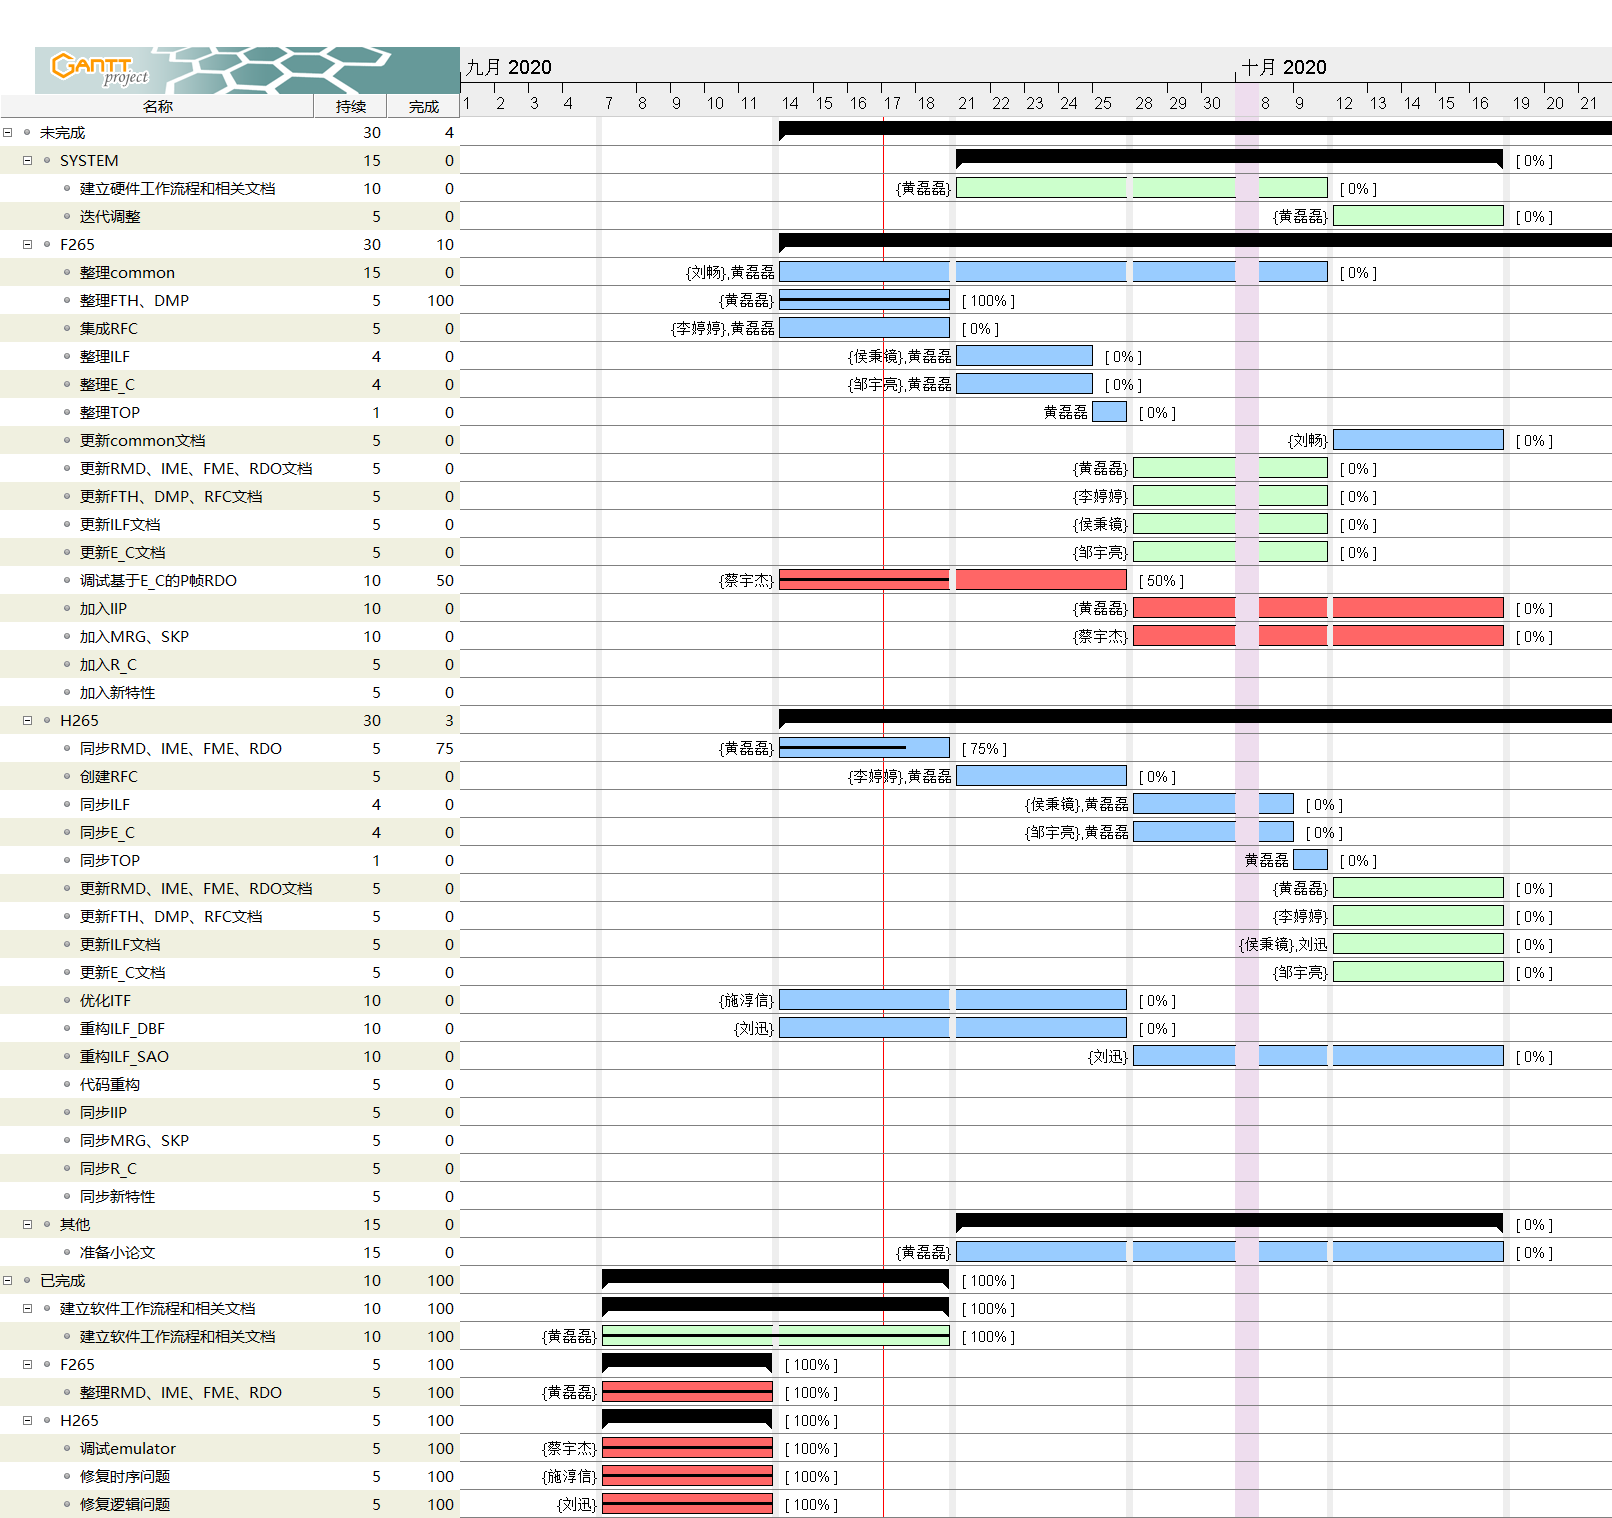 GANTT
project
九月 2020
十月 2020
名称 持续 完成 1 2 3 4 7 8 9 10 11 14 15 16 17 18 21 22 23 24 25 28 29 30 8 9 12 13 14 15 16 19 20 21
未完成 30 4
SYSTEM 15 0 [ 0% ]
建立硬件工作流程和相关文档 10 0 {黄磊磊} [ 0% ]
迭代调整 5 0 {黄磊磊} [ 0% ]
F265 30 10
整理common 15 0 {刘畅},黄磊磊 [ 0% ]
整理FTH、DMP 5 100 {黄磊磊} [ 100% ]
集成RFC 5 0 {李婷婷},黄磊磊 [ 0% ]
整理ILF 4 0 {侯秉镜},黄磊磊 [ 0% ]
整理E_C 4 0 {邹宇亮},黄磊磊 [ 0% ]
整理TOP 1 0 黄磊磊 [ 0% ]
更新common文档 5 0 {刘畅} [ 0% ]
更新RMD、IME、FME、RDO文档 5 0 {黄磊磊} [ 0% ]
更新FTH、DMP、RFC文档 5 0 {李婷婷} [ 0% ]
更新ILF文档 5 0 {侯秉镜} [ 0% ]
更新E_C文档 5 0 {邹宇亮} [ 0% ]
调试基于E_C的P帧RDO 10 50 {蔡宇杰} [ 50% ]
加入IIP 10 0 {黄磊磊} [ 0% ]
加入MRG、SKP 10 0 {蔡宇杰} [ 0% ]
加入R_C 5 0
加入新特性 5 0
H265 30 3
同步RMD、IME、FME、RDO 5 75 {黄磊磊} [ 75% ]
创建RFC 5 0 {李婷婷},黄磊磊 [ 0% ]
同步ILF 4 0 {侯秉镜},黄磊磊 [ 0% ]
同步E_C 4 0 {邹宇亮},黄磊磊 [ 0% ]
同步TOP 1 0 黄磊磊 [ 0% ]
更新RMD、IME、FME、RDO文档 5 0 {黄磊磊} [ 0% ]
更新FTH、DMP、RFC文档 5 0 {李婷婷} [ 0% ]
更新ILF文档 5 0 {侯秉镜},刘迅 [ 0% ]
更新E_C文档 5 0 {邹宇亮} [ 0% ]
优化ITF 10 0 {施淳信} [ 0% ]
重构ILF_DBF 10 0 {刘迅} [ 0% ]
重构ILF_SAO 10 0 {刘迅} [ 0% ]
代码重构 5 0
同步IIP 5 0
同步MRG、SKP 5 0
同步R_C 5 0
同步新特性 5 0
其他 15 0 [ 0% ]
准备小论文 15 0 {黄磊磊} [ 0% ]
已完成 10 100 [ 100% ]
建立软件工作流程和相关文档 10 100 [ 100% ]
建立软件工作流程和相关文档 10 100 {黄磊磊} [ 100% ]
F265 5 100 [ 100% ]
整理RMD、IME、FME、RDO 5 100 {黄磊磊} [ 100% ]
H265 5 100 [ 100% ]
调试emulator 5 100 {蔡宇杰} [ 100% ]
修复时序问题 5 100 {施淳信} [ 100% ]
修复逻辑问题 5 100 {刘迅} [ 100% ]